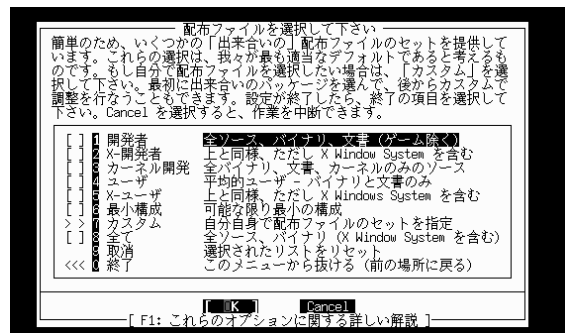 配布ファイルを選択して下さい
簡単のため、いくつかの「出来合いの」配布ファイルのセットを提供して
います。これらの選択は、我々が最も適当なデフォルトであると考えるも
のです。もし自分で配布ファイルを選択したい場合は、「カスタム」を選
択して下さい。最初に出来合いのパッケージを選んで、後からカスタムで
調整を行なうこともできます。設定が終了したら、終了の項目を選択して
下さい。Cancel を選択すると、作業を中断できます。
[ ] 1 開発者 全ソース、バイナリ、文書 (ゲーム除く)
[ ] 2 X-開発者 上と同様、ただし X Window System を含む
[ ] 3 カーネル開発 全バイナリ、文書、カーネルのみのソース
[ ] 4 ユーザ 平均的ユーザ - バイナリと文書のみ
[ ] 5 X-ユーザ 上と同様、ただし X Windows System を含む
[ ] 6 最小構成 可能な限り最小の構成
> > 7 カスタム 自分自身で配布ファイルのセットを指定
[ ] 8 全て 全ソース、バイナリ (X Window System を含む)
9 取消 選択されたリストをリセット
<<< 0 終了 このメニューから抜ける (前の場所に戻る)
[ OK ] Cancel
[ F1: これらのオプションに関する詳しい解説 ]